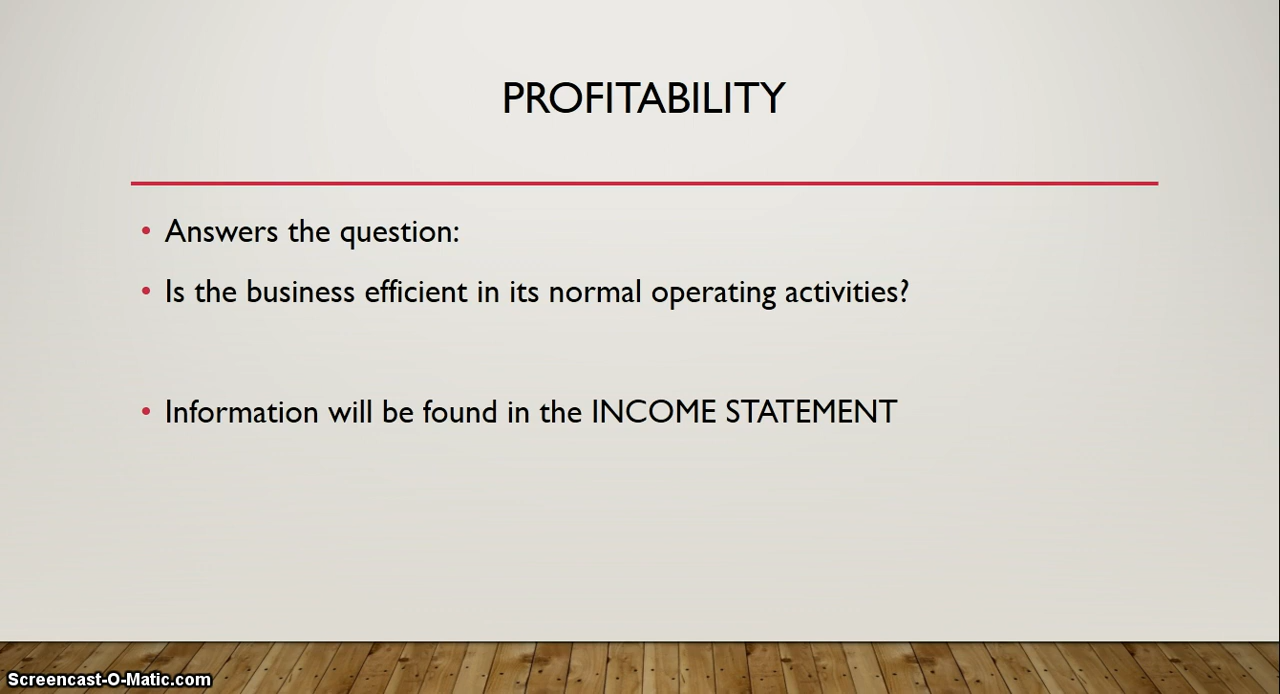 PROFITABILITY
• Answers the question:
• Is the business efficient in its normal operating activities?
• Information will be found in the INCOME STATEMENT
Screencast-O-Matic.com